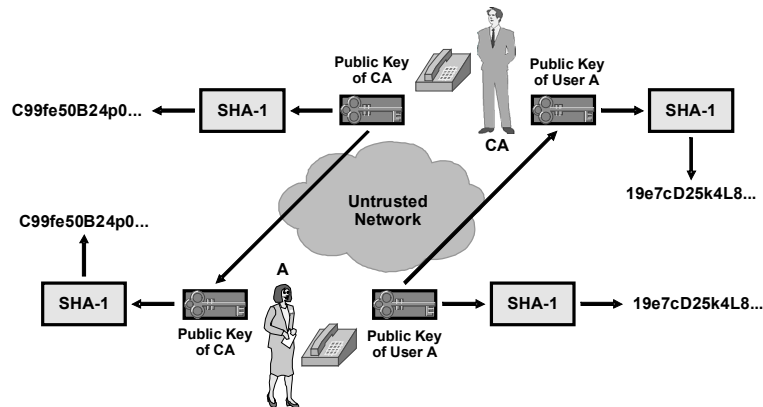 Public Key
of CA
Public Key
of User A
C99fe50B24p0...
SHA-1
SHA-1
CA
Untrusted
Network
19e7cD25k4L8...
C99fe50B24p0...
A
SHA-1
SHA-1
19e7cD25k4L8...
Public Key
of CA
Public Key
of User A